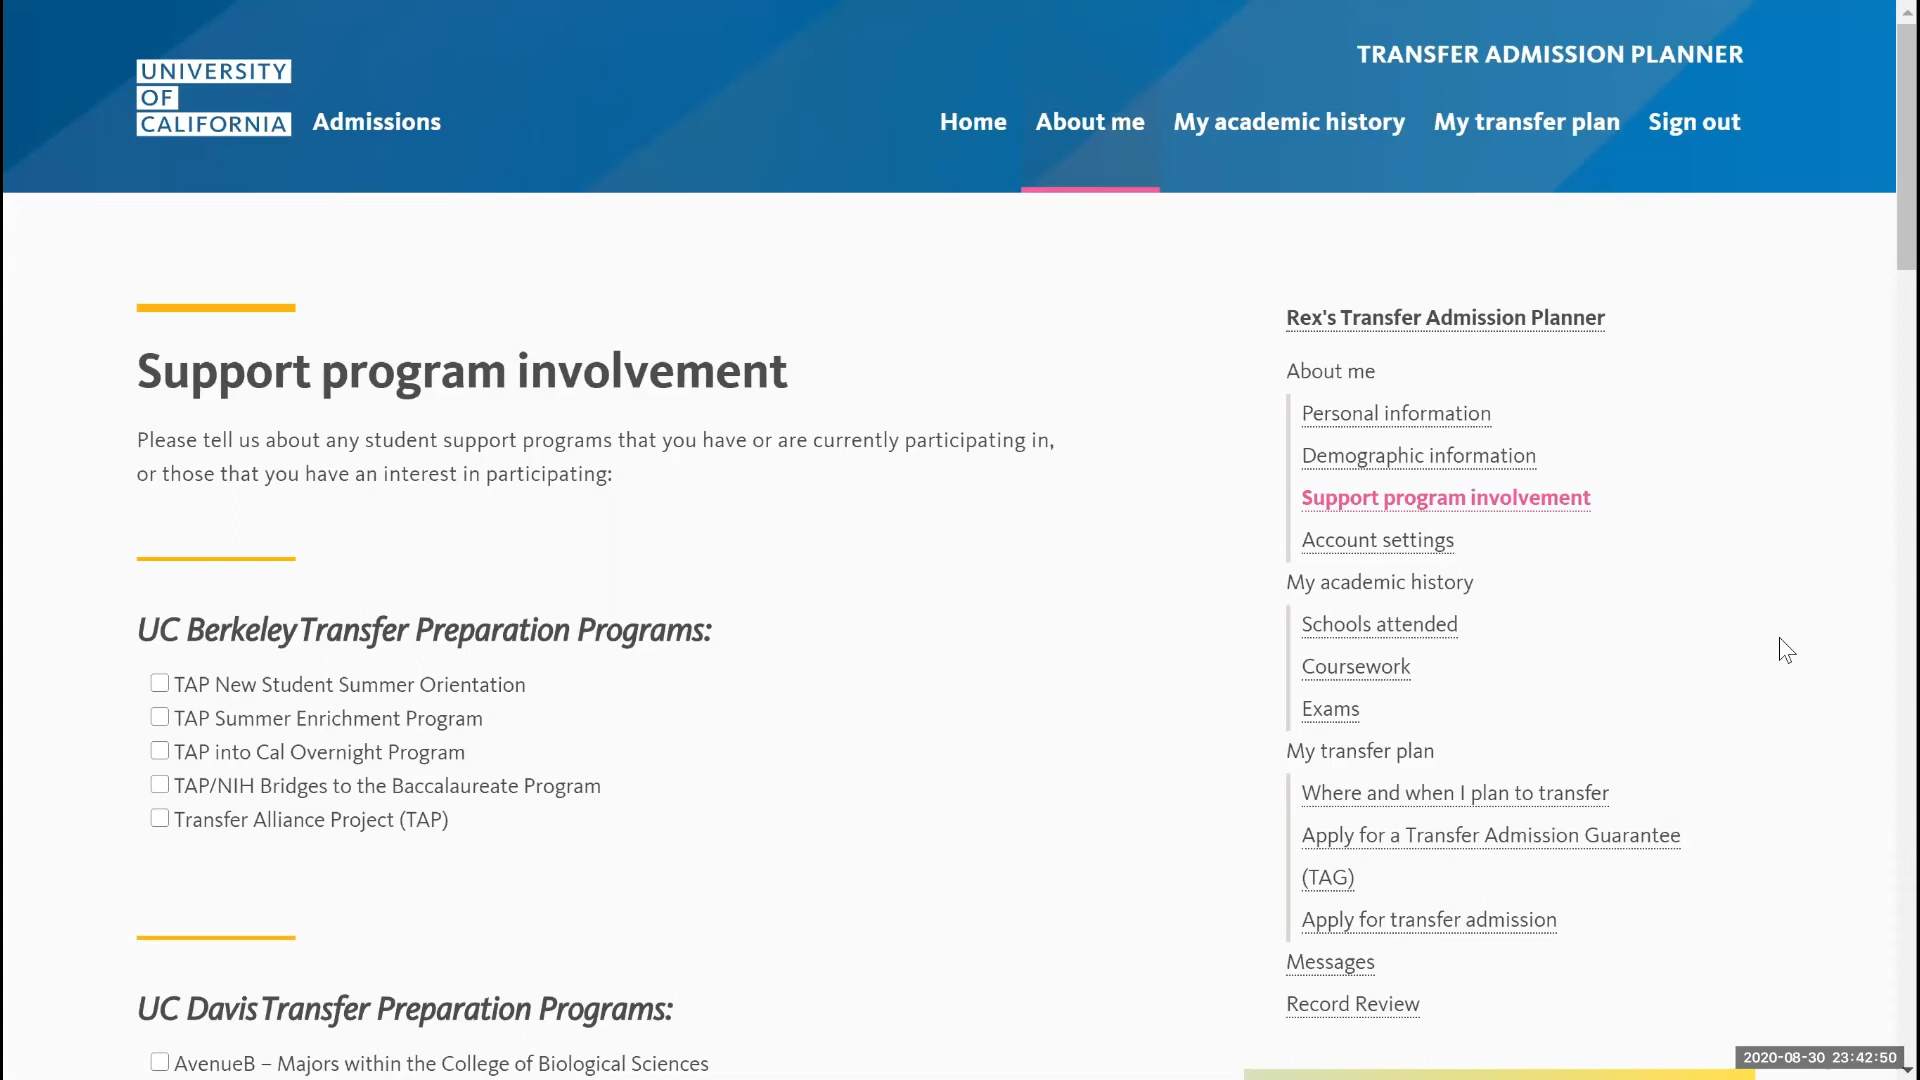 TRANSFER ADMISSION PLANNER
UNIVERSITY
OF
CALIFORNIA
Admissions
Home About me My academic history My transfer plan Sign out
Support program involvement
Please tell us about any student support programs that you have or are currently participating in,
or those that you have an interest in participating:
UC Berkeley Transfer Preparation Programs:
TAP New Student Summer Orientation
TAP Summer Enrichment Program
TAP into Cal Overnight Program
TAP/NIH Bridges to the Baccalaureate Program
Transfer Alliance Project (TAP)
UC Davis Transfer Preparation Programs:
AvenueB – Majors within the College of Biological Sciences
Rex's Transfer Admission Planner
About me
Personal information
Demographic information
Support program involvement
Account settings
My academic history
Schools attended
Coursework
Exams
My transfer plan
Where and when I plan to transfer
Apply for a Transfer Admission Guarantee
(TAG)
Apply for transfer admission
Messages
Record Review
2020-08-30 23:42:50